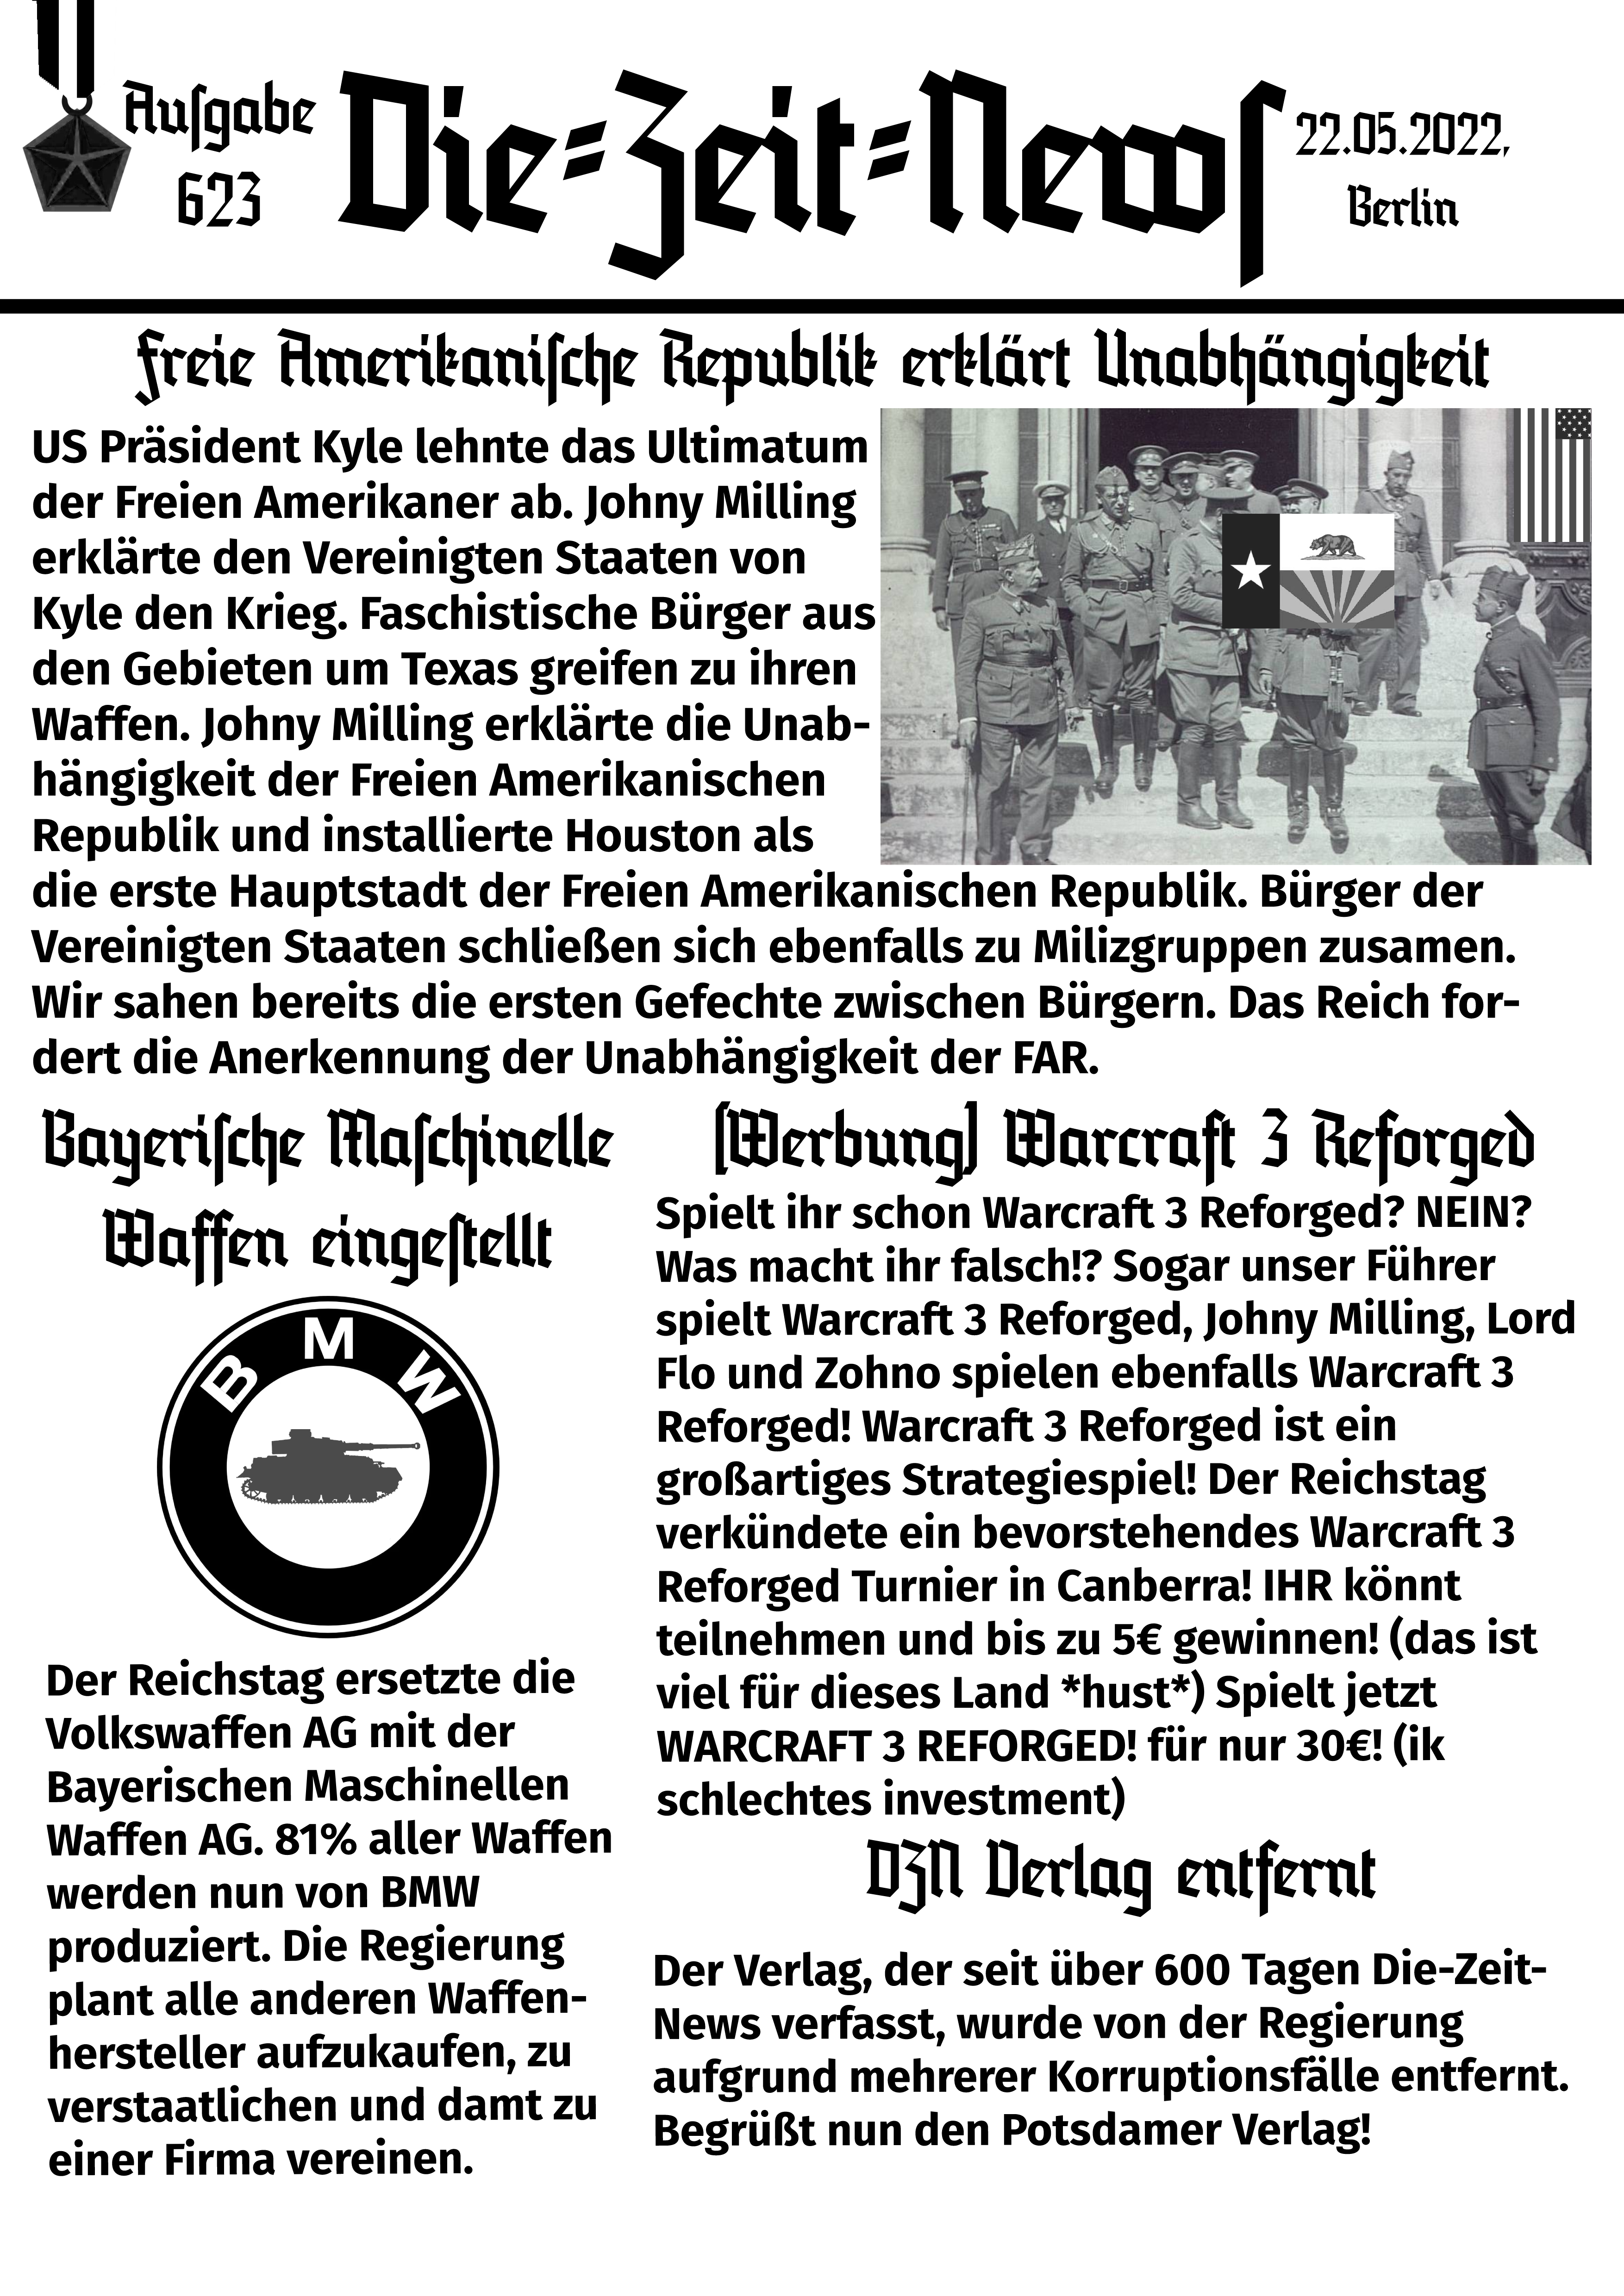 Ausgabe
623
Die-Zeit-News
22.05.2022,
Berlin
Freie Amerikanische Republik erklärt Unabhängigkeit
US Präsident Kyle lehnte das Ultimatum
der Freien Amerikaner ab. Johny Milling
erklärte den Vereinigten Staaten von
Kyle den Krieg. Faschistische Bürger aus
den Gebieten um Texas greifen zu ihren
Waffen. Johny Milling erklärte die Unab-
hängigkeit der Freien Amerikanischen
Republik und installierte Houston als
die erste Hauptstadt der Freien Amerikanischen Republik. Bürger der
Vereinigten Staaten schließen sich ebenfalls zu Milizgruppen zusamen.
Wir sahen bereits die ersten Gefechte zwischen Bürgern. Das Reich for-
dert die Anerkennung der Unabhängigkeit der FAR.
Bayerische Maschinelle
Waffen eingestellt
B M W
Der Reichstag ersetzte die
Volkswaffen AG mit der
Bayerischen Maschinellen
Waffen AG. 81% aller Waffen
werden nun von BMW
produziert. Die Regierung
plant alle anderen Waffen-
hersteller aufzukaufen, zu
verstaatlichen und damt zu
einer Firma vereinen.
[Werbung] Warcraft 3 Reforged
Spielt ihr schon Warcraft 3 Reforged? NEIN?
Was macht ihr falsch!? Sogar unser Führer
spielt Warcraft 3 Reforged, Johny Milling, Lord
Flo und Zohno spielen ebenfalls Warcraft 3
Reforged! Warcraft 3 Reforged ist ein
großartiges Strategiespiel! Der Reichstag
verkündete ein bevorstehendes Warcraft 3
Reforged Turnier in Canberra! IHR könnt
teilnehmen und bis zu 5€ gewinnen! (das ist
viel für dieses Land *hust*) Spielt jetzt
WARCRAFT 3 REFORGED! für nur 30€! (ik
schlechtes investment)
DZN Verlag entfernt
Der Verlag, der seit über 600 Tagen Die-Zeit-
News verfasst, wurde von der Regierung
aufgrund mehrerer Korruptionsfälle entfernt.
Begrüßt nun den Potsdamer Verlag!